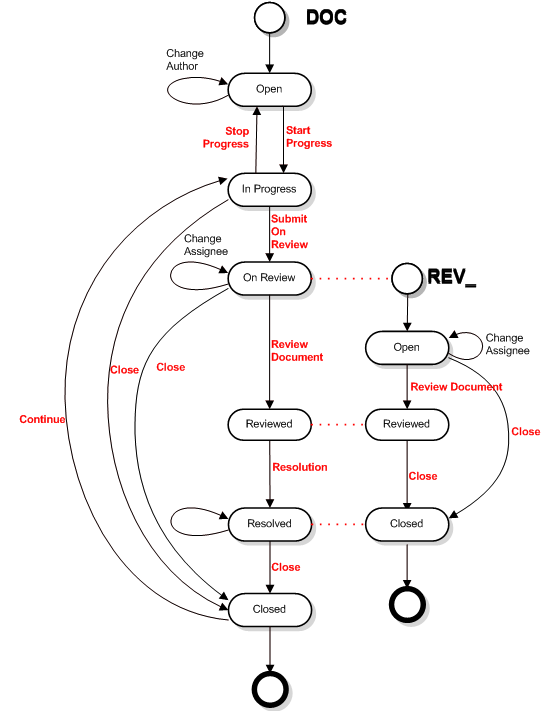 DOC
Change
Author
Open
Stop
Progress
Start
Progress
In Progress
Submit
On
Review
Change
Assignee
On Review
REV_
Open
Change
Assignee
Review
Document
Close
Close
Review Document
Continue
Reviewed
Reviewed
Close
Resolution
Close
Resolved
Closed
Close
Closed